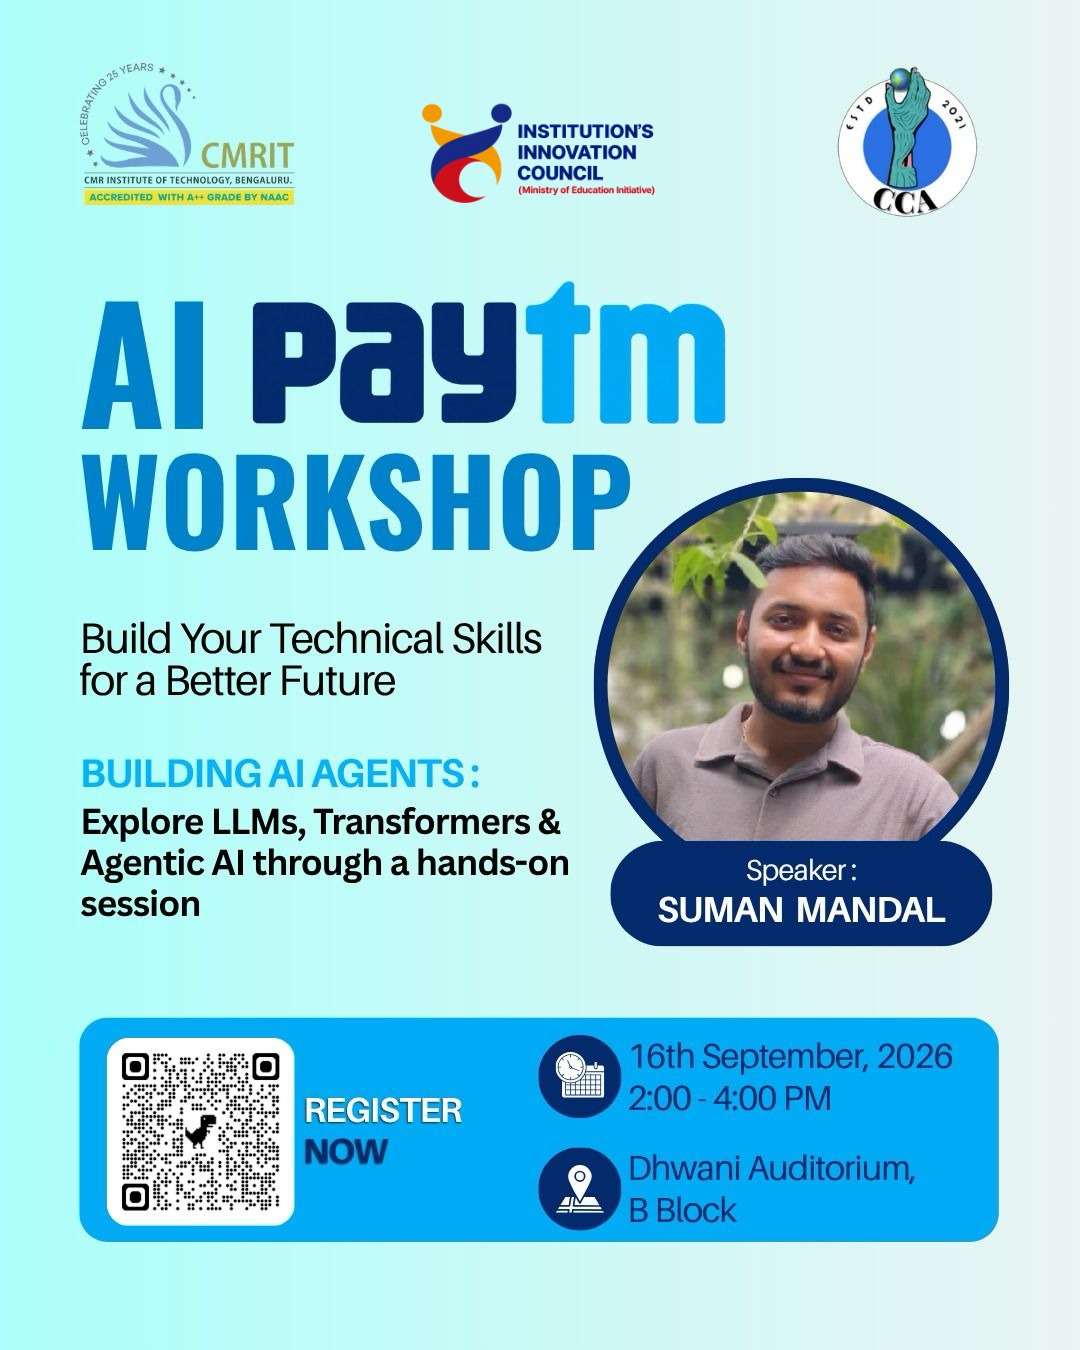 CELEBRATING 25 YEARS
CMRIT
CMR INSTITUTE OF TECHNOLOGY, BENGALURU.
ACCREDITED WITH A++ GRADE BY NAAC
INSTITUTION'S
INNOVATION
COUNCIL
(Ministry of Education Initiative)
ESTD 2021
CCA
AI paytm
WORKSHOP
Build Your Technical Skills
for a Better Future
BUILDING AI AGENTS :
Explore LLMs, Transformers &
Agentic AI through a hands-on
session
Speaker :
SUMAN MANDAL
REGISTER
NOW
16th September, 2026
2:00 - 4:00 PM
Dhwani Auditorium,
B Block